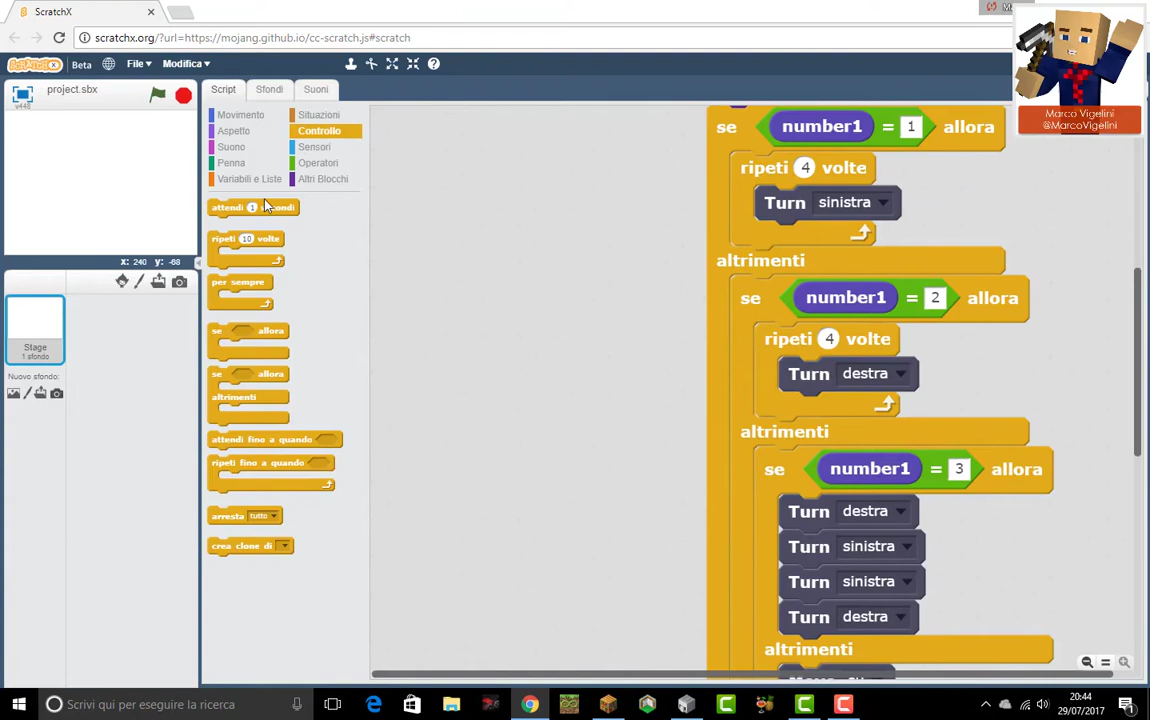 ScratchX
scratchx.org/?url=https://mojang.github.io/cc-scratch.js#scratch
Beta
File
Modifica
project.sbx
v448
Script
Sfondi
Suoni
Movimento
Situazioni
Aspetto
Controllo
Suono
Sensori
Penna
Operatori
Variabili e Liste
Altri Blocchi
attendi 1 secondi
ripeti 10 volte
per sempre
se allora
se allora
altrimenti
attendi fino a quando
ripeti fino a quando
arresta tutto
crea clone di
x: 240 y: -68
Stage
1 sfondo
Nuovo sfondo:
se number1 = 1 allora
ripeti 4 volte
Turn sinistra
altrimenti
se number1 = 2 allora
ripeti 4 volte
Turn destra
altrimenti
se number1 = 3 allora
Turn destra
Turn sinistra
Turn sinistra
Turn destra
altrimenti
Marco Vigelini
@MarcoVigelini
Scrivi qui per eseguire la ricerca
20:44
29/07/2017